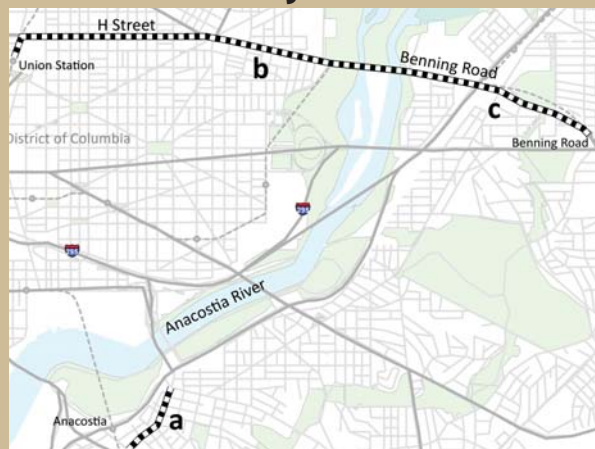 H Street
Union Station
b
Benning Road
c
Benning Road
District of Columbia
295
295
Anacostia River
Anacostia
a